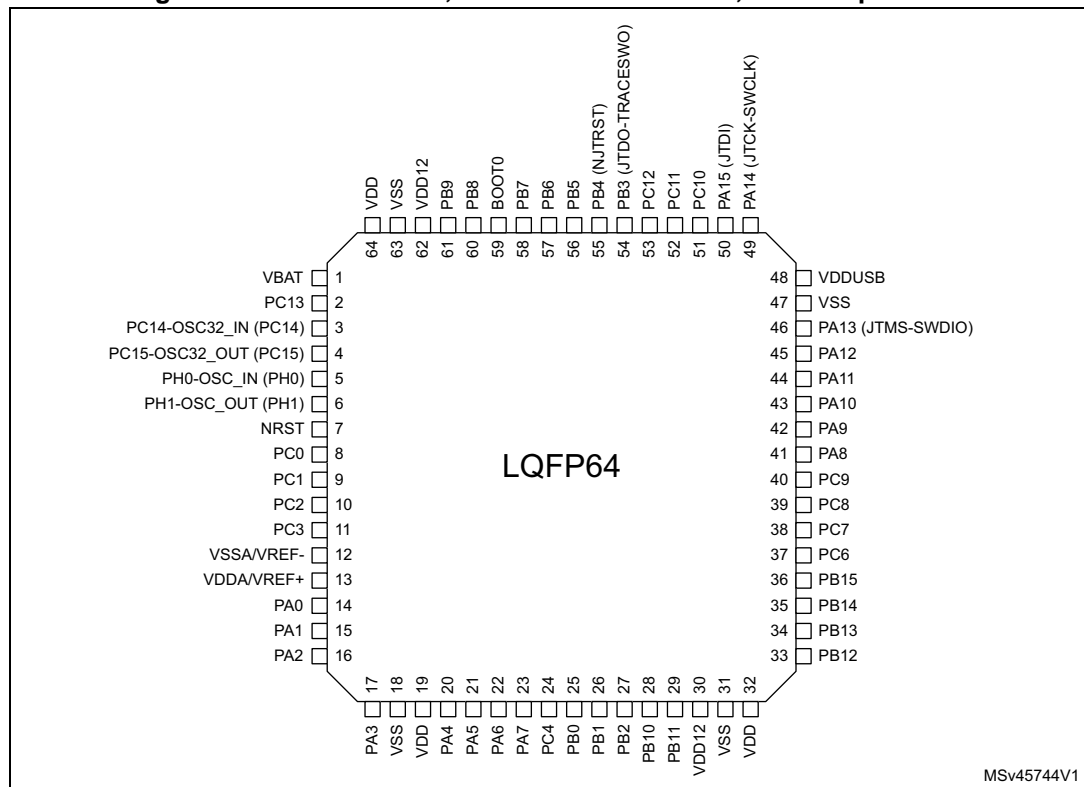 VDD
VSS
VDD12
PB9
PB8
BOOT0
PB7
PB6
PB5
PB4 (NJTRST)
PB3 (JTDO-TRACESWO)
PC12
PC11
PC10
PA15 (JTDI)
PA14 (JTCK-SWCLK)
64 63 62 61 60 59 58 57 56 55 54 53 52 51 50 49
VBAT 1
PC13 2
PC14-OSC32_IN (PC14) 3
PC15-OSC32_OUT (PC15) 4
PH0-OSC_IN (PH0) 5
PH1-OSC_OUT (PH1) 6
NRST 7
PC0 8
PC1 9
PC2 10
PC3 11
VSSA/VREF- 12
VDDA/VREF+ 13
PA0 14
PA1 15
PA2 16
LQFP64
48 VDDUSB
47 VSS
46 PA13 (JTMS-SWDIO)
45 PA12
44 PA11
43 PA10
42 PA9
41 PA8
40 PC9
39 PC8
38 PC7
37 PC6
36 PB15
35 PB14
34 PB13
33 PB12
17 18 19 20 21 22 23 24 25 26 27 28 29 30 31 32
PA3
VSS
VDD
PA4
PA5
PA6
PA7
PC4
PB0
PB1
PB2
PB10
PB11
VDD12
VSS
VDD
MSv45744V1